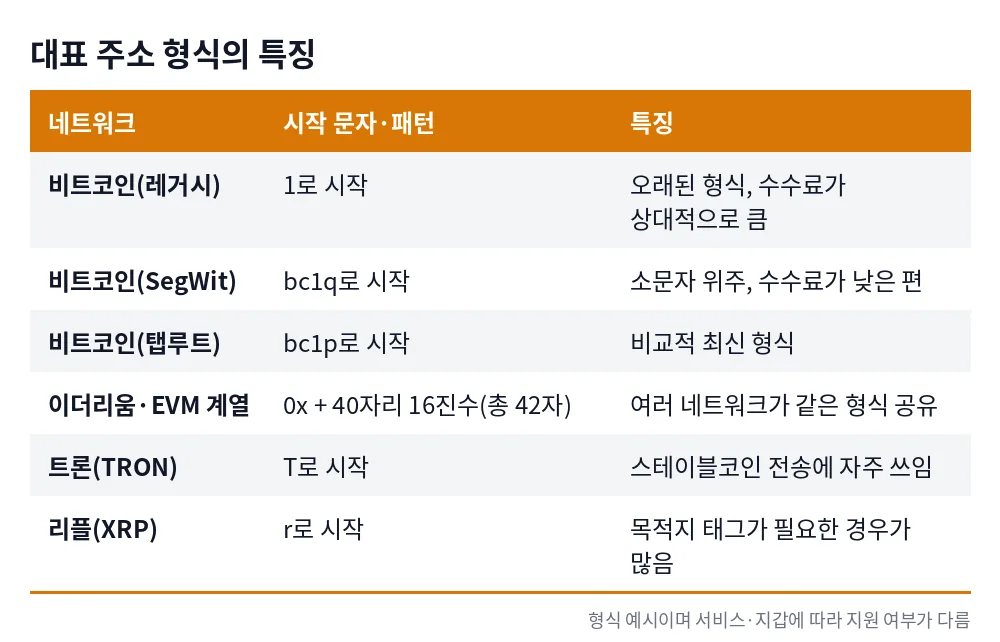 대표 주소 형식의 특징
네트워크 시작 문자·패턴 특징
비트코인(레거시) 1로 시작 오래된 형식, 수수료가
상대적으로 큼
비트코인(SegWit) bc1q로 시작 소문자 위주, 수수료가 낮은 편
비트코인(탭루트) bc1p로 시작 비교적 최신 형식
이더리움·EVM 계열 0x + 40자리 16진수(총 42자) 여러 네트워크가 같은 형식 공유
트론(TRON) T로 시작 스테이블코인 전송에 자주 쓰임
리플(XRP) r로 시작 목적지 태그가 필요한 경우가
많음
형식 예시이며 서비스·지갑에 따라 지원 여부가 다름